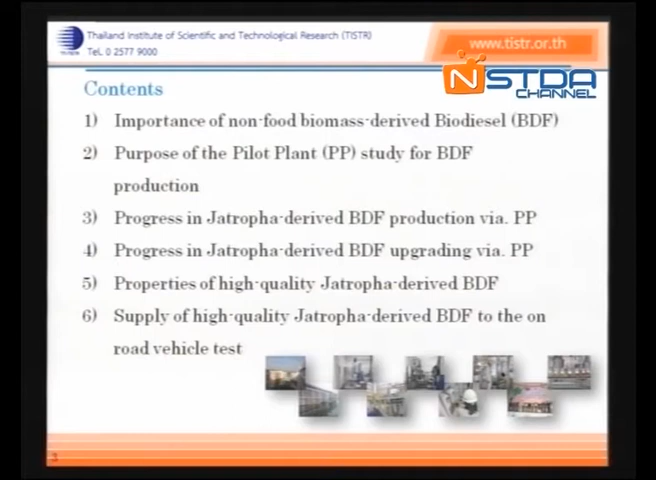 Thailand Institute of Scientific and Technological Research (TISTR)
Tel. 0 2577 9000
www.tistr.or.th
NSTDA
CHANNEL
Contents
1) Importance of non-food biomass-derived Biodiesel (BDF)
2) Purpose of the Pilot Plant (PP) study for BDF
production
3) Progress in Jatropha-derived BDF production via. PP
4) Progress in Jatropha-derived BDF upgrading via. PP
5) Properties of high-quality Jatropha-derived BDF
6) Supply of high-quality Jatropha-derived BDF to the on
road vehicle test
3